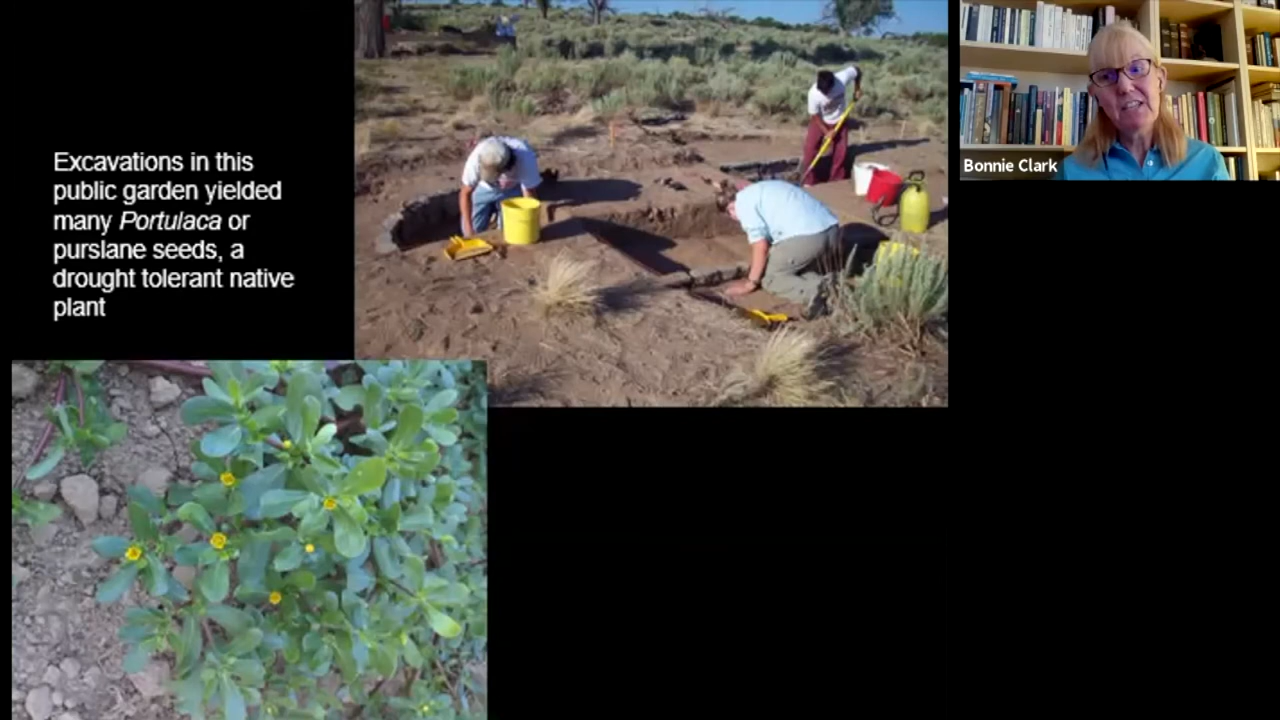 Excavations in this
public garden yielded
many Portulaca or
purslane seeds, a
drought tolerant native
plant
Bonnie Clark